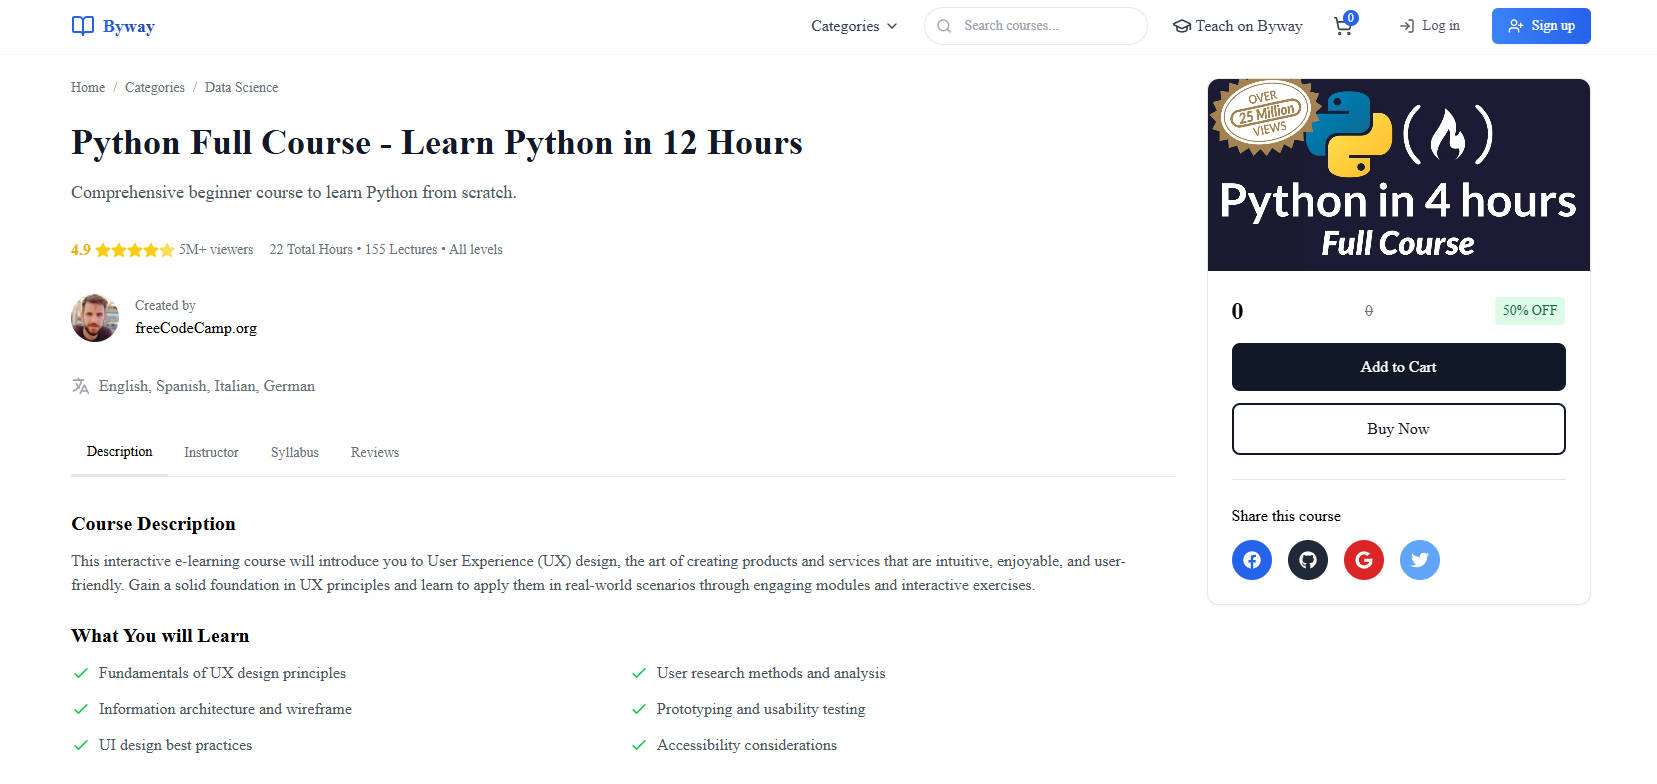 Byway
Categories
Search courses...
Teach on Byway
0
Log in
Sign up
Home / Categories / Data Science
Python Full Course - Learn Python in 12 Hours
Comprehensive beginner course to learn Python from scratch.
4.9 5M+ viewers 22 Total Hours • 155 Lectures • All levels
Created by
freeCodeCamp.org
English, Spanish, Italian, German
Description Instructor Syllabus Reviews
Course Description
This interactive e-learning course will introduce you to User Experience (UX) design, the art of creating products and services that are intuitive, enjoyable, and user-
friendly. Gain a solid foundation in UX principles and learn to apply them in real-world scenarios through engaging modules and interactive exercises.
What You will Learn
Fundamentals of UX design principles
User research methods and analysis
Information architecture and wireframe
Prototyping and usability testing
UI design best practices
Accessibility considerations
OVER
25 Million
VIEWS
Python in 4 hours
Full Course
0 0 50% OFF
Add to Cart
Buy Now
Share this course